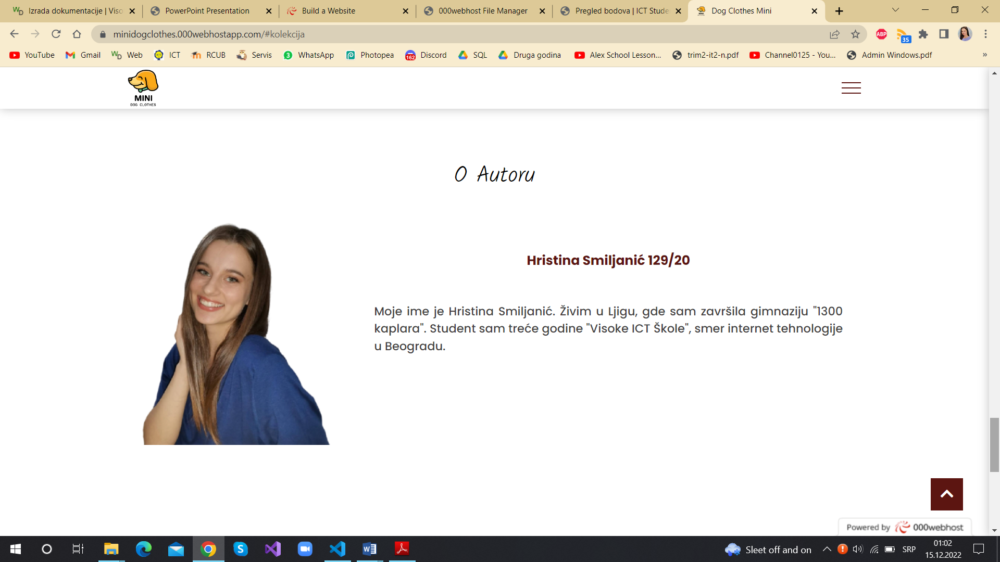 Izrada dokumentacije | Viso
PowerPoint Presentation
Build a Website
000webhost File Manager
Pregled bodova | ICT Stude
Dog Clothes Mini
minidogclothes.000webhostapp.com/#kolekcija
ABP
35
YouTube
Gmail
Web
ICT
RCUB
Servis
3
WhatsApp
Photopea
162
Discord
SQL
Druga godina
Alex School Lesson...
trim2-it2-n.pdf
Channel0125 - You...
Admin Windows.pdf
»
MINI
DOG CLOTHES
O Autoru
Hristina Smiljanić 129/20
Moje ime je Hristina Smiljanić. Živim u Ljigu, gde sam završila gimnaziju "1300
kaplara". Student sam treće godine "Visoke ICT Škole", smer internet tehnologije
u Beogradu.
Powered by 000webhost
Sleet off and on
SRP
01:02
15.12.2022